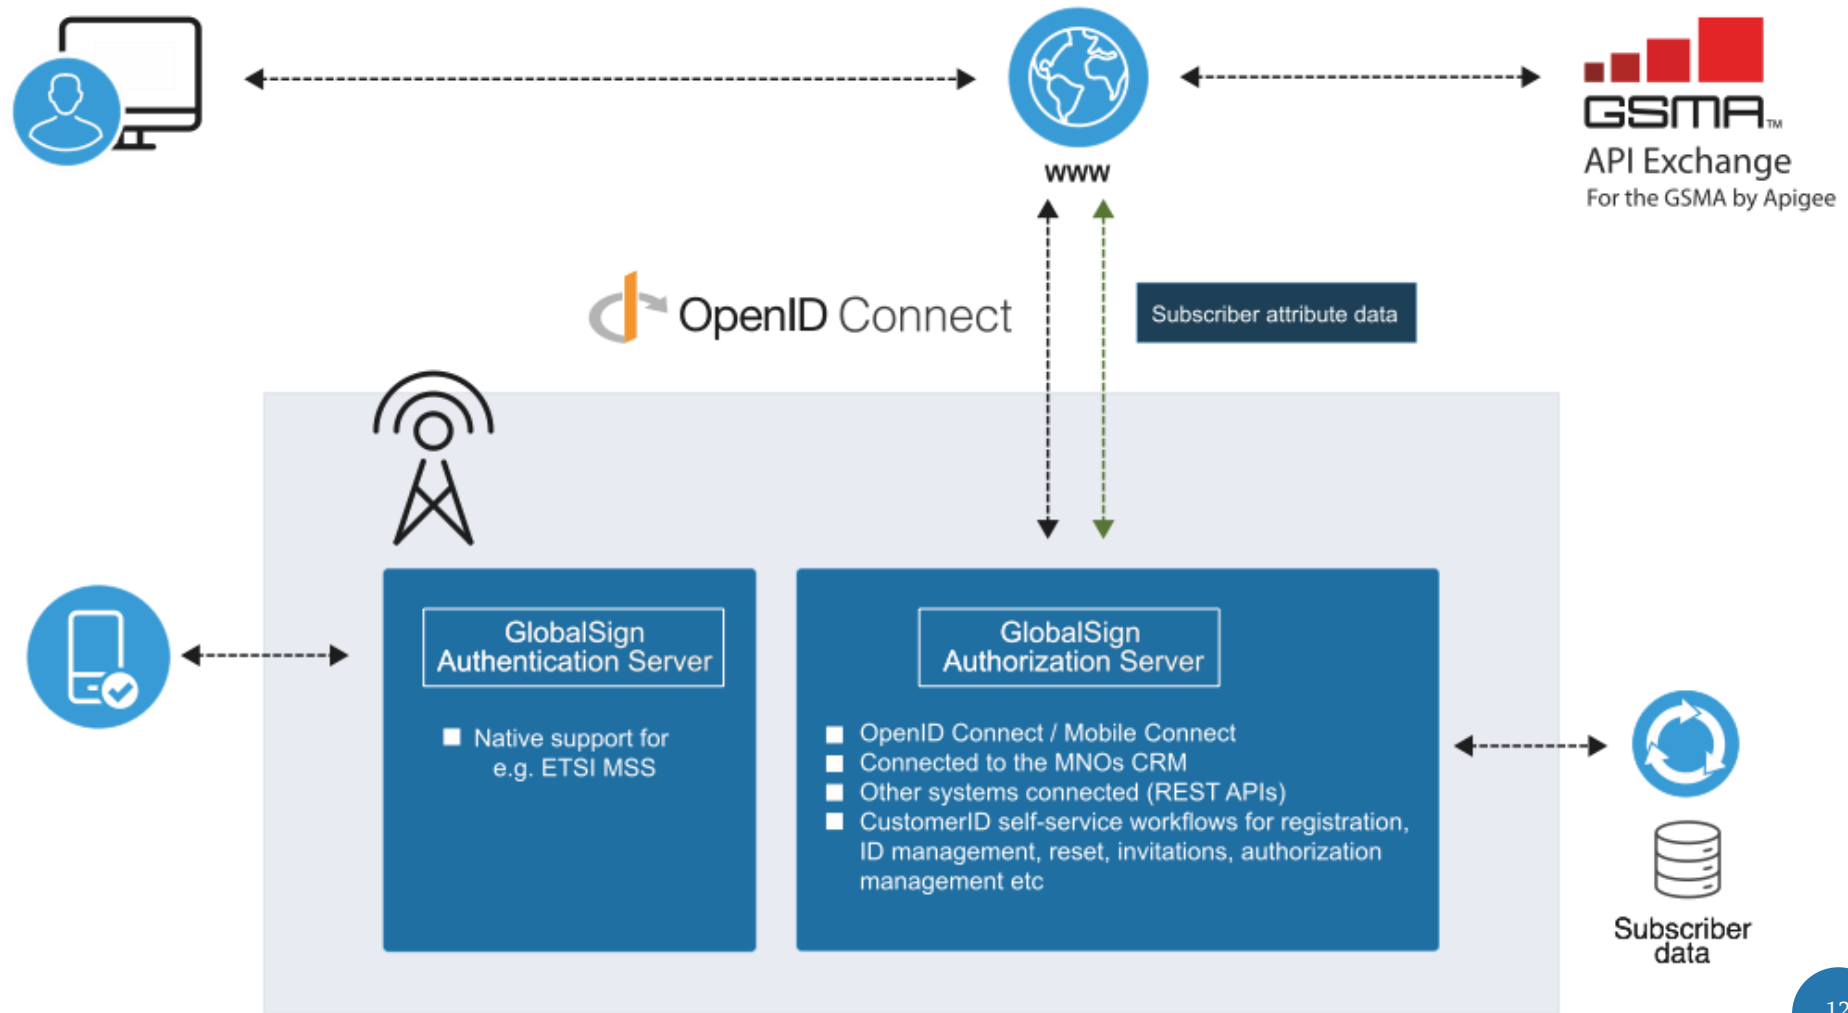 GSMA™
API Exchange
For the GSMA by Apigee
www
OpenID Connect
Subscriber attribute data
GlobalSign
Authentication Server
Native support for
e.g. ETSI MSS
GlobalSign
Authorization Server
OpenID Connect / Mobile Connect
Connected to the MNOs CRM
Other systems connected (REST APIs)
CustomerID self-service workflows for registration,
ID management, reset, invitations, authorization
management etc
Subscriber
data
12